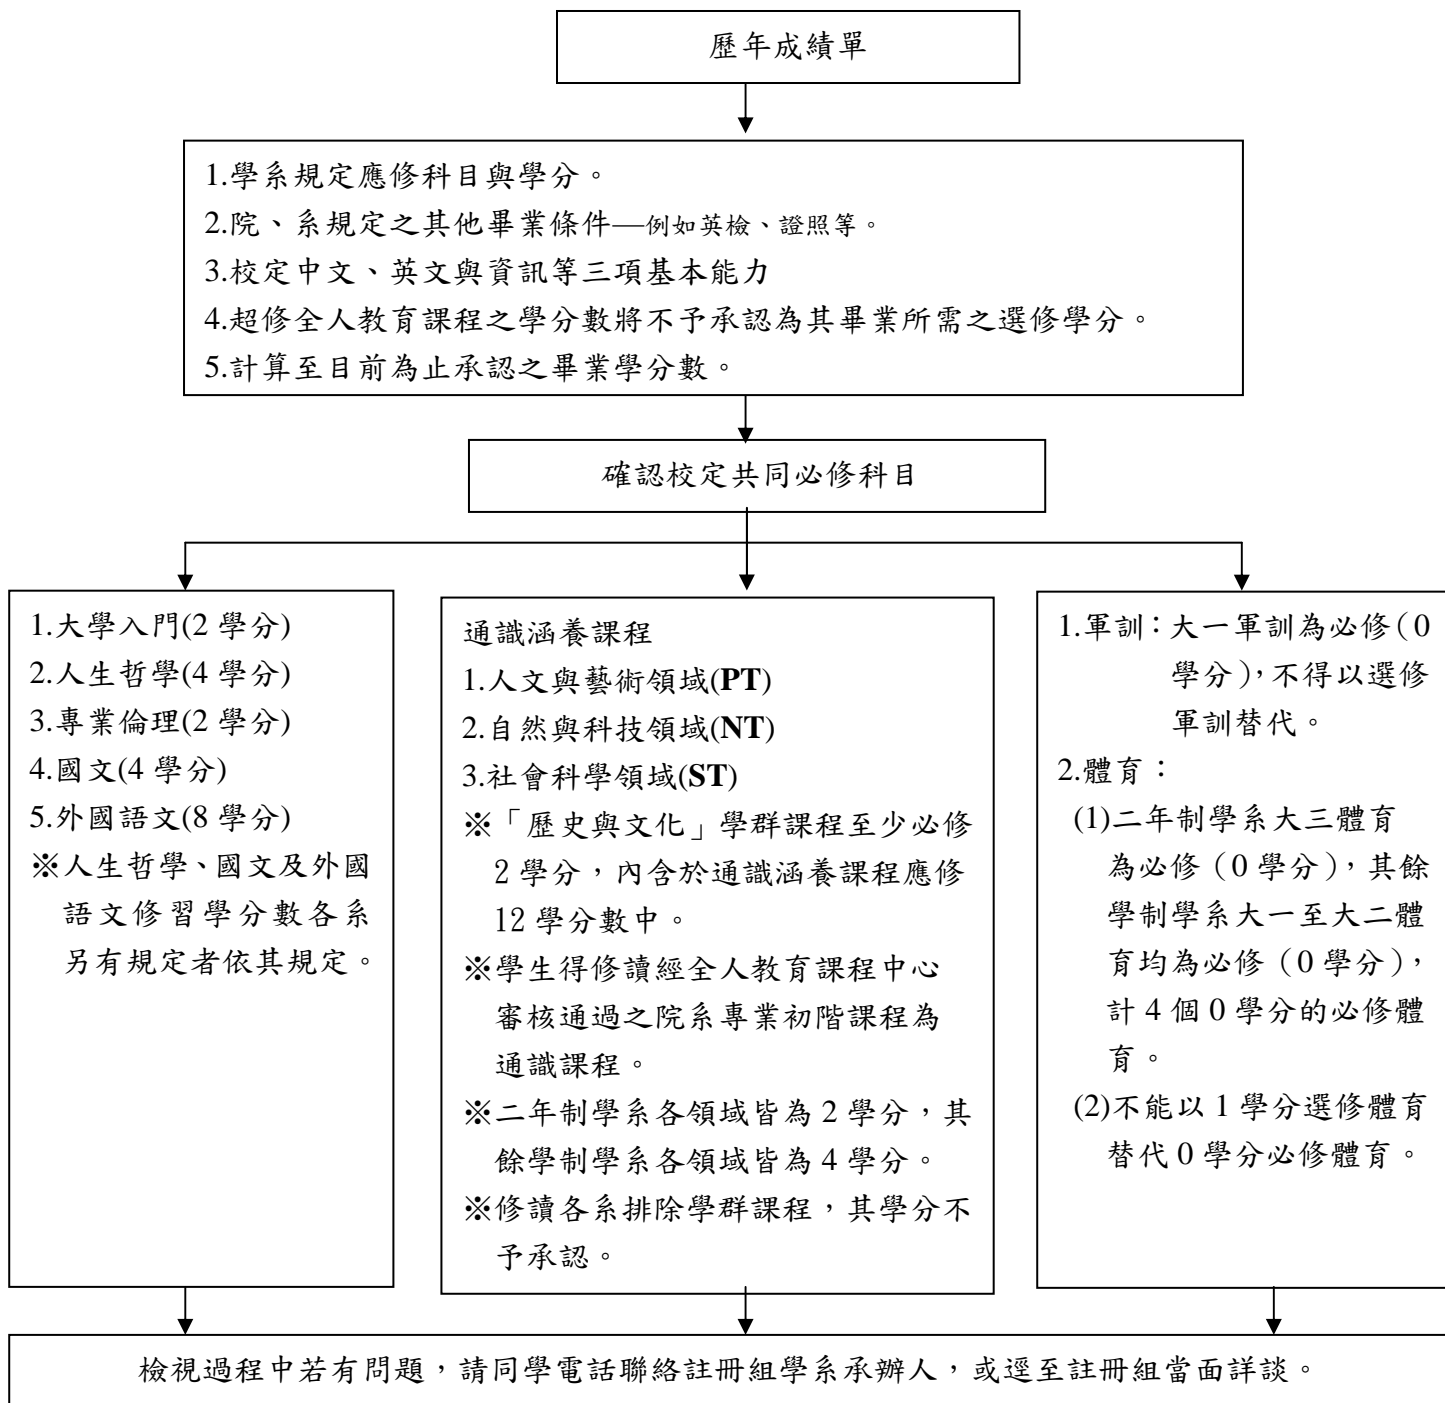 歷年成績單
1.學系規定應修科目與學分。
2.院、系規定之其他畢業條件—例如英檢、證照等。
3.校定中文、英文與資訊等三項基本能力
4.超修全人教育課程之學分數將不予承認為其畢業所需之選修學分。
5.計算至目前為止承認之畢業學分數。
確認校定共同必修科目
1.大學入門(2 學分)
2.人生哲學(4 學分)
3.專業倫理(2 學分)
4.國文(4 學分)
5.外國語文(8 學分)
※人生哲學、國文及外國
語文修習學分數各系
另有規定者依其規定。
通識涵養課程
1.人文與藝術領域(PT)
2.自然與科技領域(NT)
3.社會科學領域(ST)
※「歷史與文化」學群課程至少必修
2 學分，內含於通識涵養課程應修
12 學分數中。
※學生得修讀經全人教育課程中心
審核通過之院系專業初階課程為
通識課程。
※二年制學系各領域皆為 2 學分，其
餘學制學系各領域皆為 4 學分。
※修讀各系排除學群課程，其學分不
予承認。
1.軍訓：大一軍訓為必修（0
學分），不得以選修
軍訓替代。
2.體育：
(1)二年制學系大三體育
為必修（0 學分），其餘
學制學系大一至大二體
育均為必修（0 學分），
計 4 個 0 學分的必修體
育。
(2)不能以 1 學分選修體育
替代 0 學分必修體育。
檢視過程中若有問題，請同學電話聯絡註冊組學系承辦人，或逕至註冊組當面詳談。